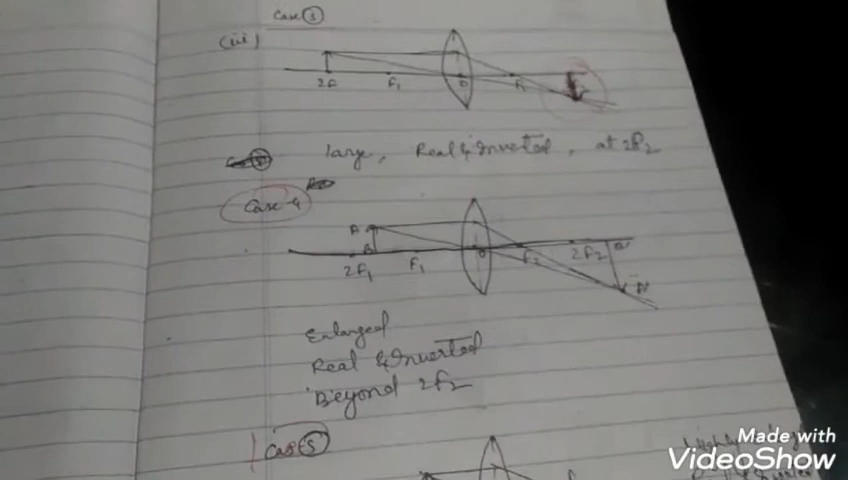 Case ③
(iii)
2F F1 O F2
large, Real & Inverted, at 2F2
Case 4
A
B O 2F2 B'
2F1 F1 F2 A'
Enlarged
Real & Inverted
Beyond 2F2
Case ⑤
Made with
VideoShow